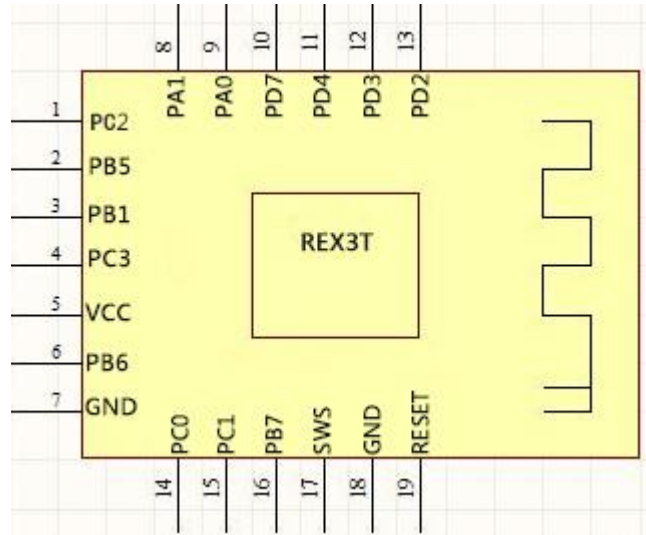 8 9 10 11 12 13
PA1 PA0 PD7 PD4 PD3 PD2
1 PC2
2 PB5
3 PB1
4 PC3
5 VCC
6 PB6
7 GND
REX3T
PC0 PC1 PB7 SWS GND RESET
14 15 16 17 18 19